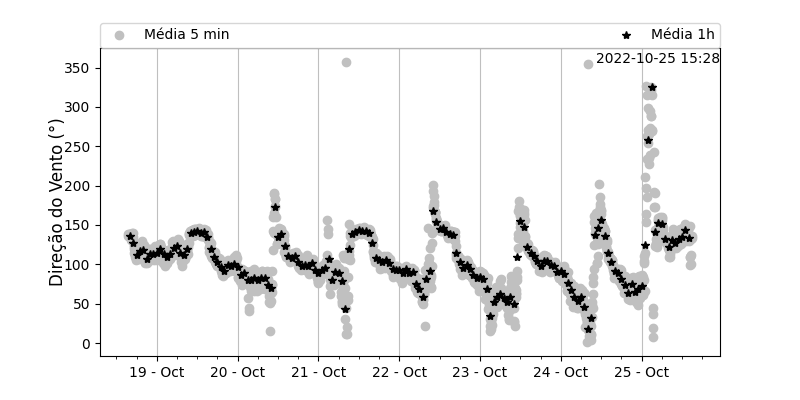 Média 5 min
Média 1h
2022-10-25 15:28
Direção do Vento (°)
350
300
250
200
150
100
50
0
19 - Oct
20 - Oct
21 - Oct
22 - Oct
23 - Oct
24 - Oct
25 - Oct